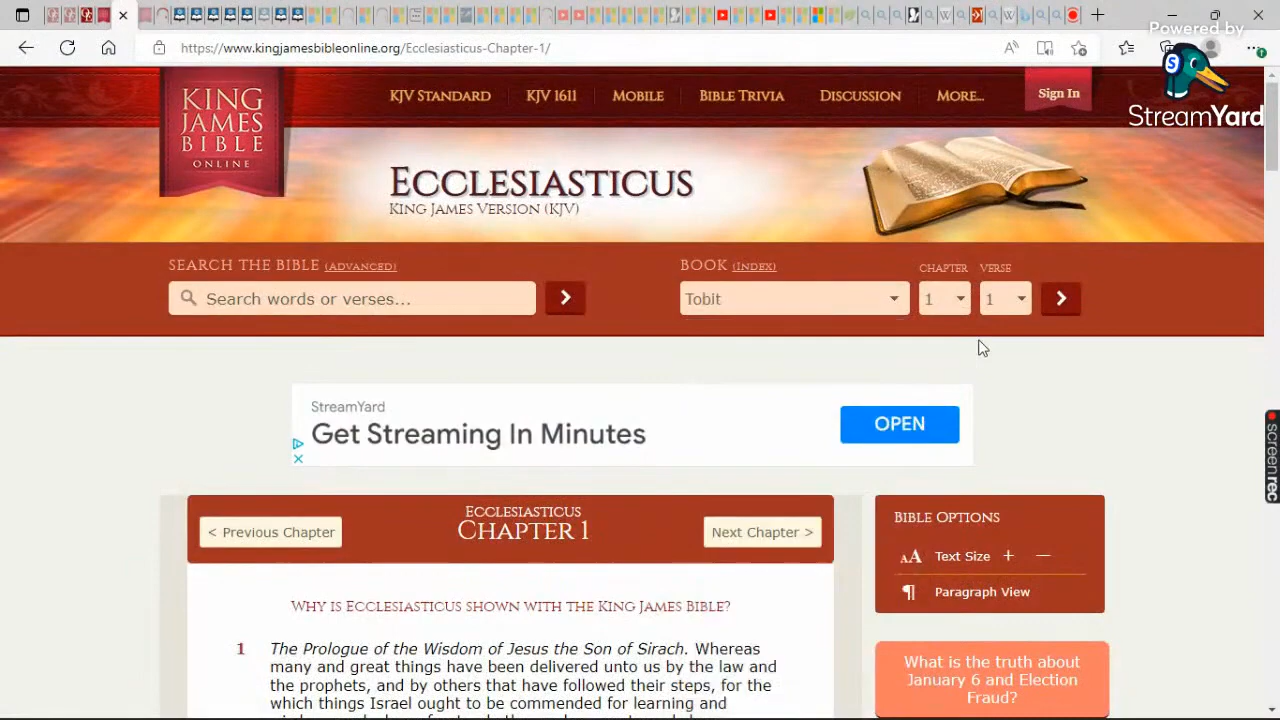 https://www.kingjamesbibleonline.org/Ecclesiasticus-Chapter-1/
Powered by
StreamYard
KING
JAMES
BIBLE
ONLINE
KJV STANDARD
KJV 1611
MOBILE
BIBLE TRIVIA
DISCUSSION
MORE...
Sign In
ECCLESIASTICUS
KING JAMES VERSION (KJV)
SEARCH THE BIBLE (ADVANCED)
Search words or verses...
BOOK (INDEX)
CHAPTER
VERSE
Tobit
1
1
StreamYard
Get Streaming In Minutes
OPEN
ECCLESIASTICUS
CHAPTER 1
< Previous Chapter
Next Chapter >
WHY IS ECCLESIASTICUS SHOWN WITH THE KING JAMES BIBLE?
1 The Prologue of the Wisdom of Jesus the Son of Sirach. Whereas
many and great things have been delivered unto us by the law and
the prophets, and by others that have followed their steps, for the
which things Israel ought to be commended for learning and
BIBLE OPTIONS
AA Text Size + —
¶ Paragraph View
What is the truth about
January 6 and Election
Fraud?
screenrec